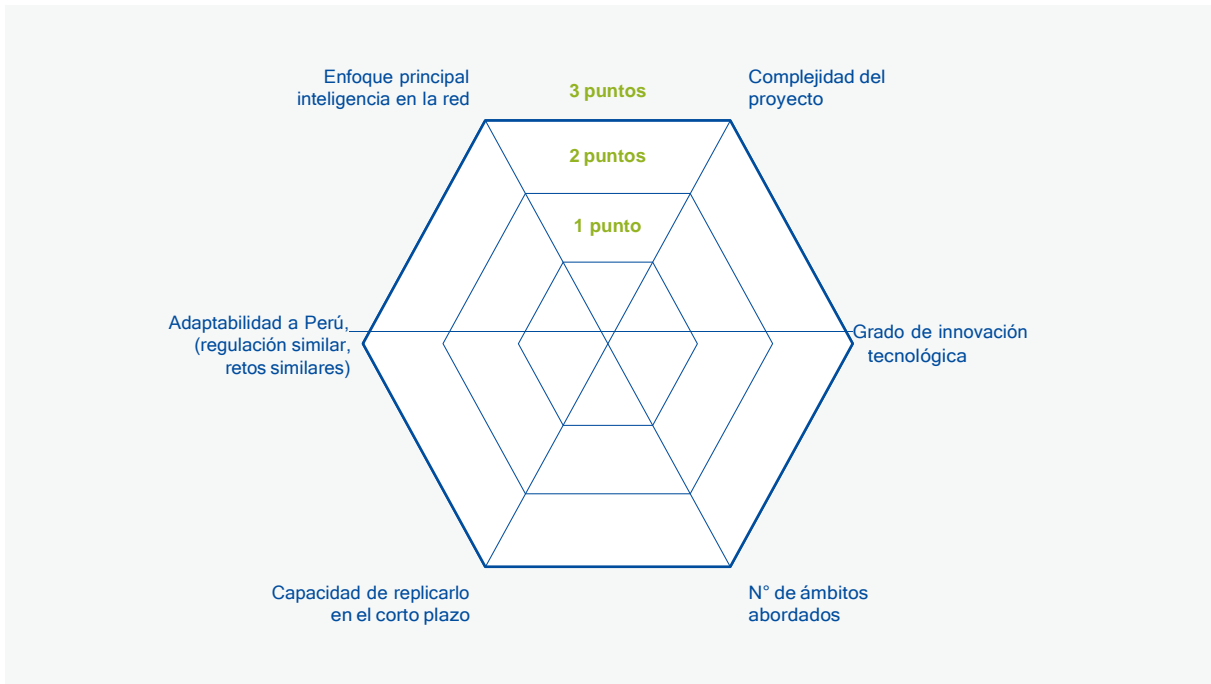 Enfoque principal
inteligencia en la red
3 puntos
Complejidad del
proyecto
2 puntos
1 punto
Adaptabilidad a Perú,
(regulación similar,
retos similares)
Grado de innovación
tecnológica
Capacidad de replicarlo
en el corto plazo
N° de ámbitos
abordados